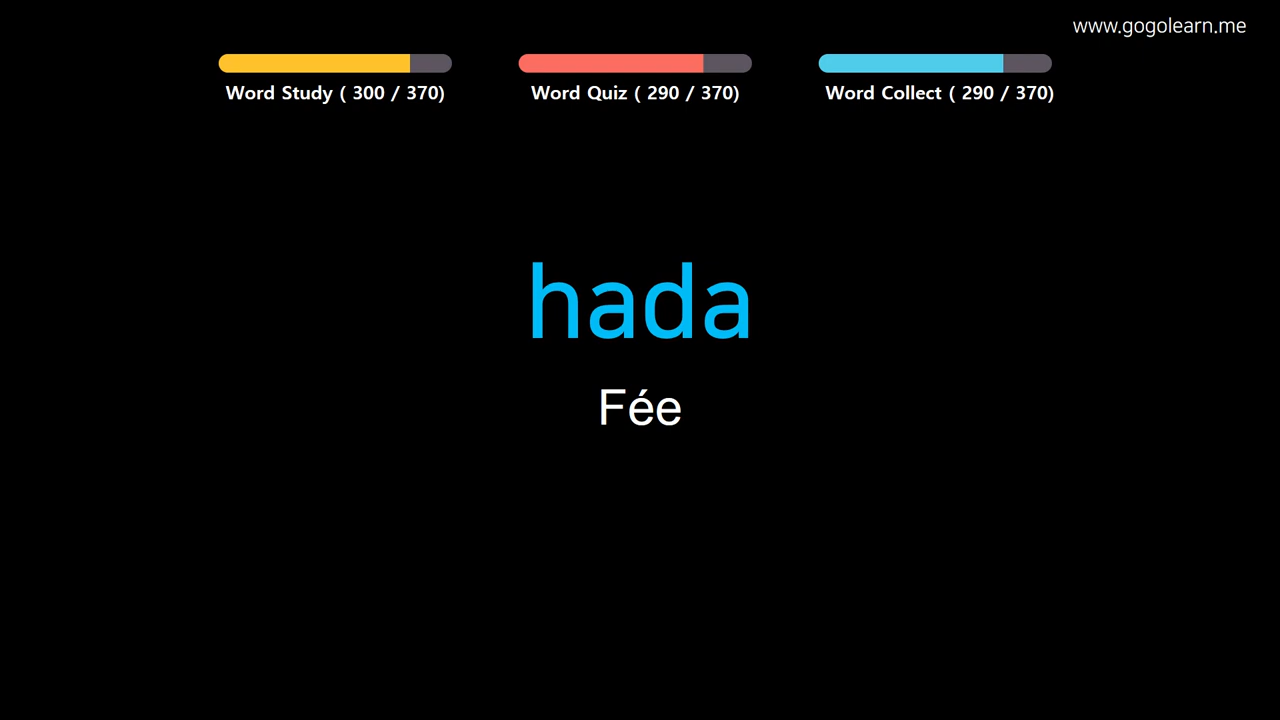 www.gogolearn.me
Word Study ( 300 / 370)
Word Quiz ( 290 / 370)
Word Collect ( 290 / 370)
hada
Fée